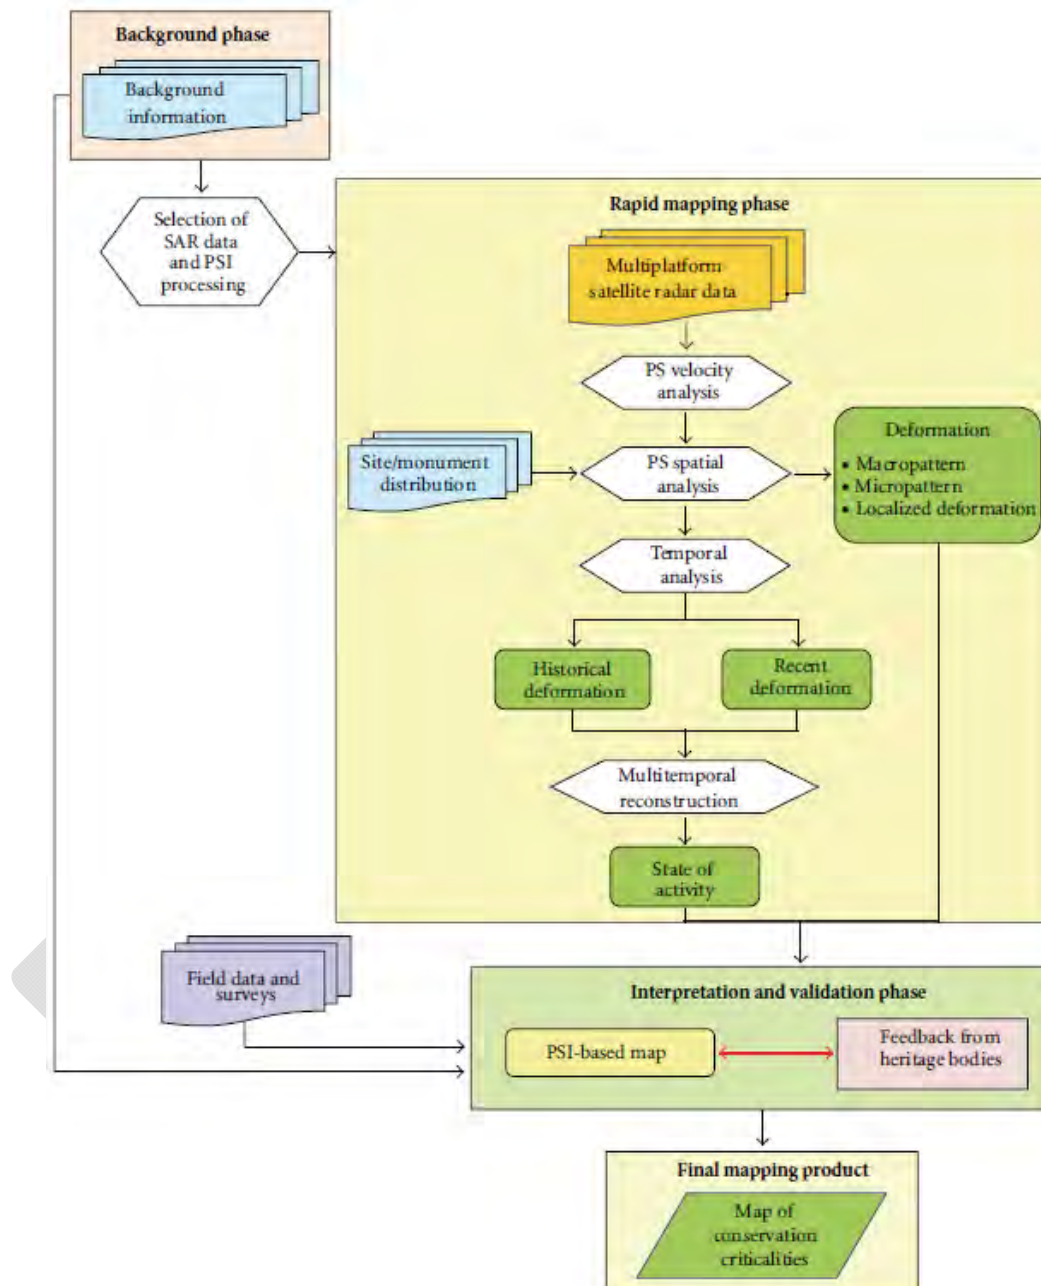 Background phase
Background
information
Selection of
SAR data
and PSI
processing
Rapid mapping phase
Multiplatform
satellite radar data
PS velocity
analysis
Site/monument
distribution
PS spatial
analysis
Deformation
• Macropattern
• Micropattern
• Localized deformation
Temporal
analysis
Historical
deformation
Recent
deformation
Multitemporal
reconstruction
State of
activity
Field data and
surveys
Interpretation and validation phase
PSI-based map
Feedback from
heritage bodies
Final mapping product
Map of
conservation
criticalities